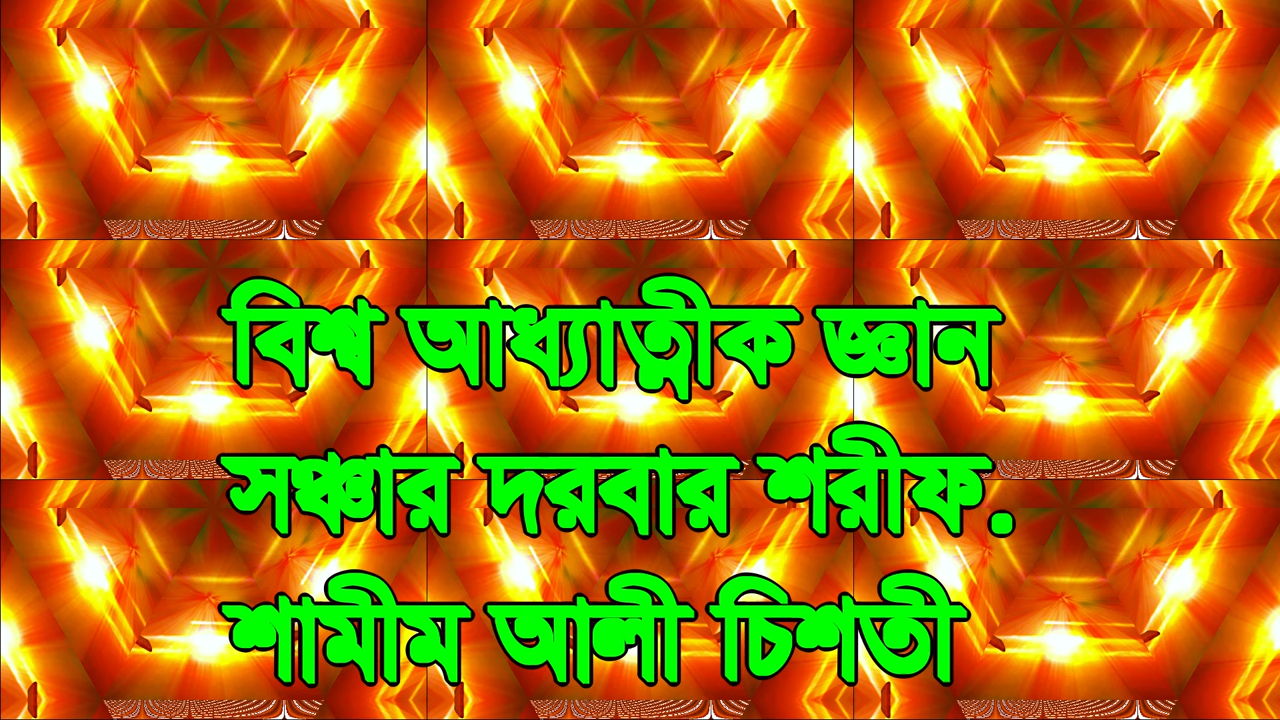 বিশ্ব আধ্যাত্নীক জ্ঞান
সঞ্চার দরবার শরীফ.
শামীম আলী চিশতী